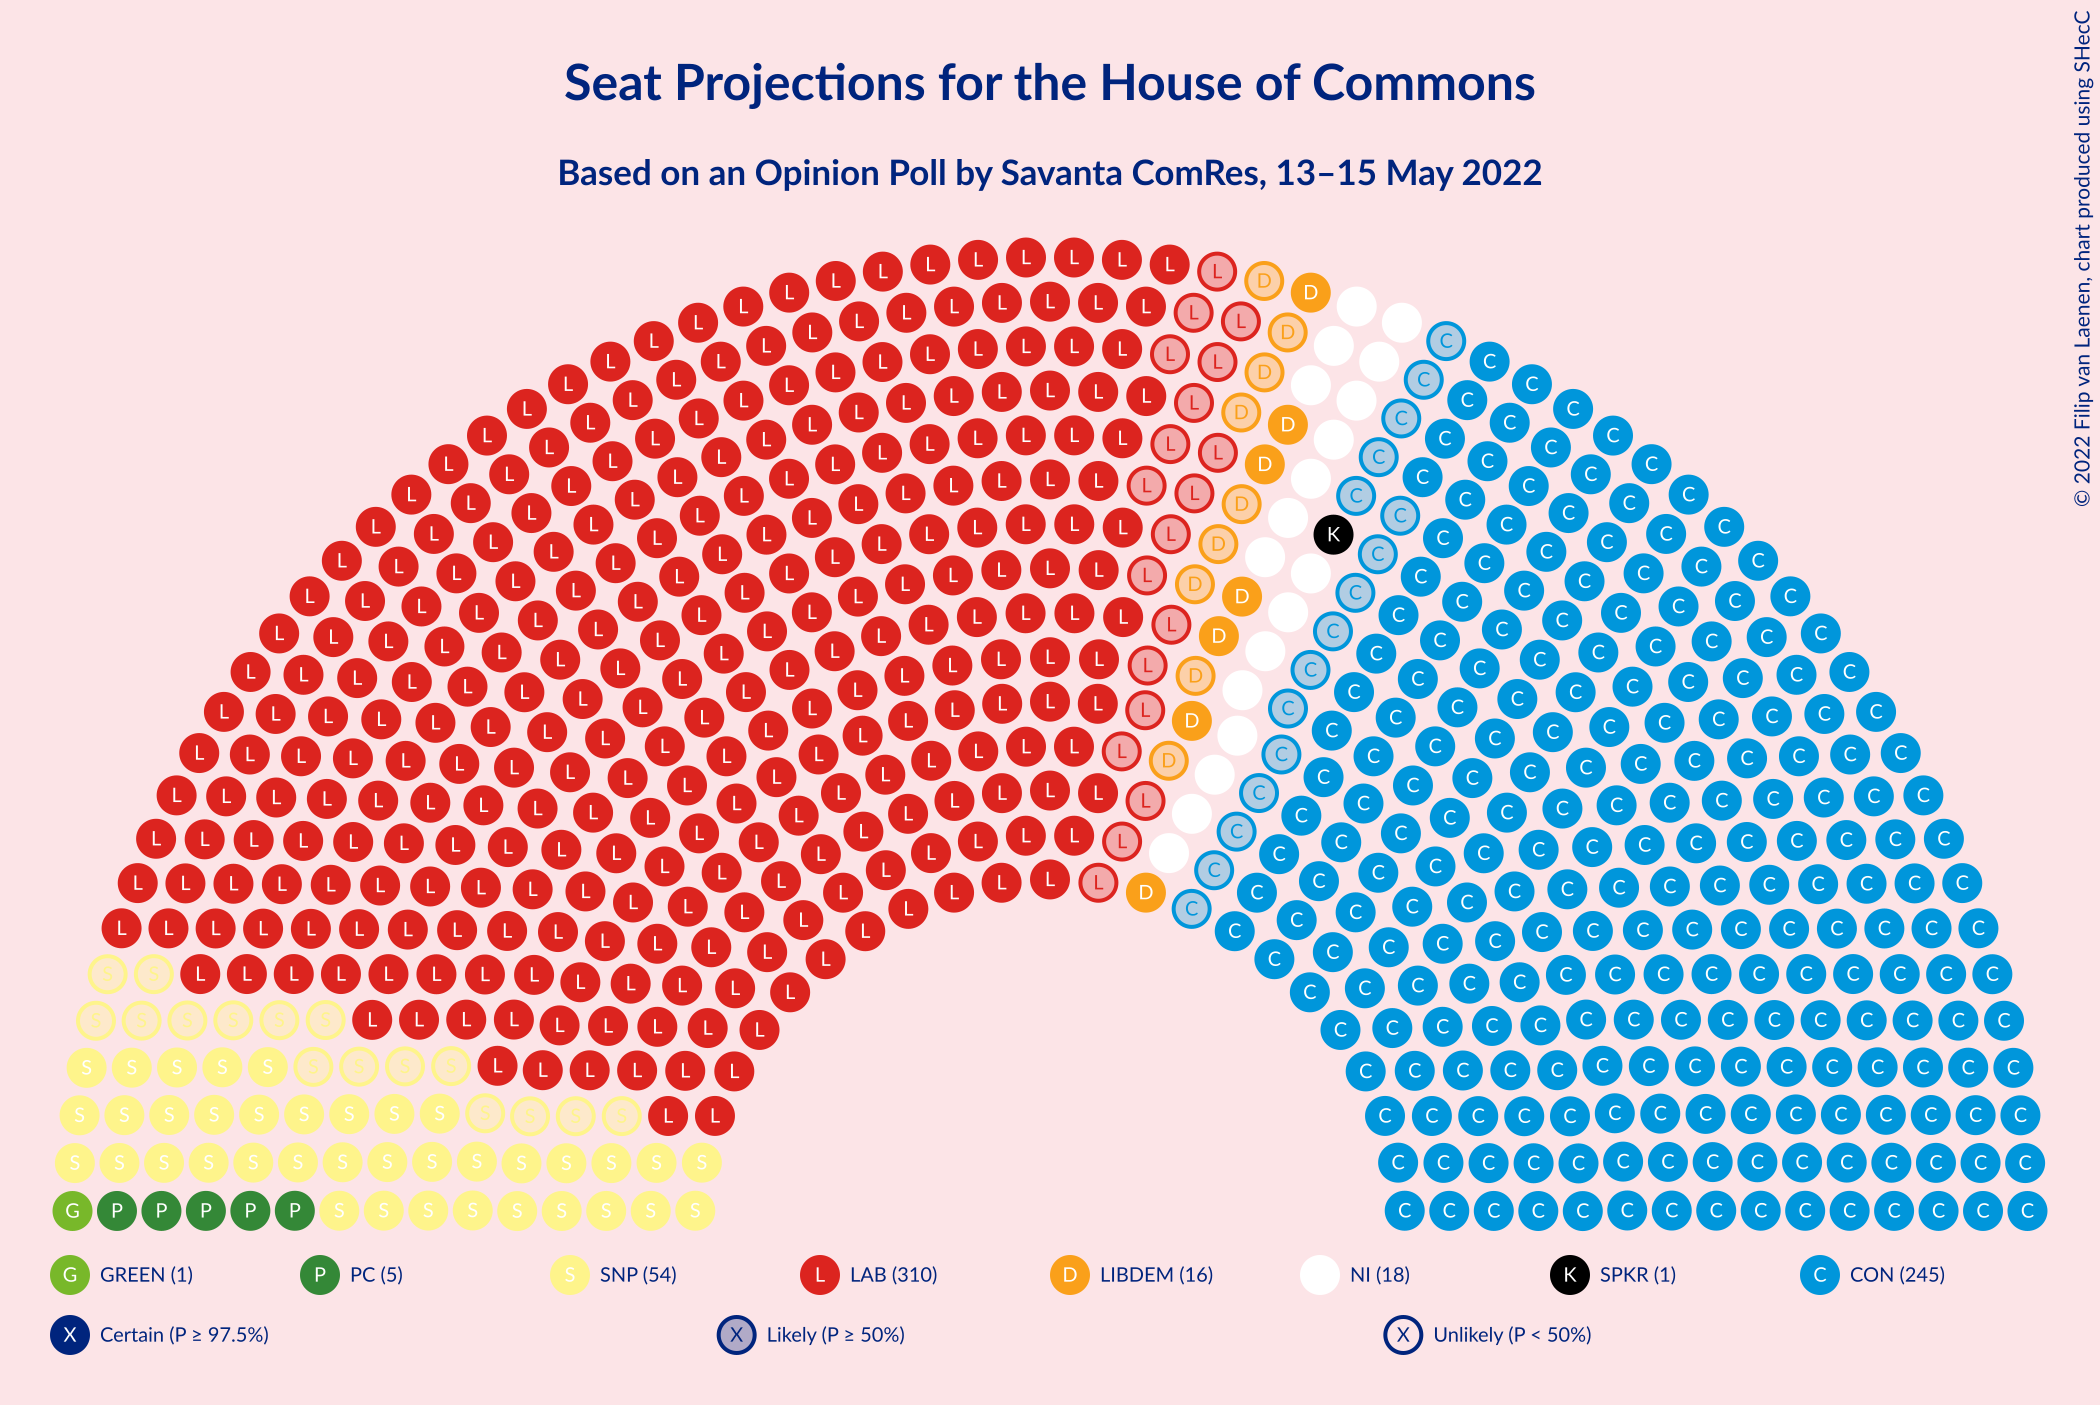 Seat Projections for the House of Commons
Based on an Opinion Poll by Savanta ComRes, 13–15 May 2022
© 2022 Filip van Laenen, chart produced using SHecC
G GREEN (1) P PC (5) S SNP (54) L LAB (310) D LIBDEM (16) NI (18) K SPKR (1) C CON (245)
X Certain (P ≥ 97.5%) X Likely (P ≥ 50%) X Unlikely (P < 50%)